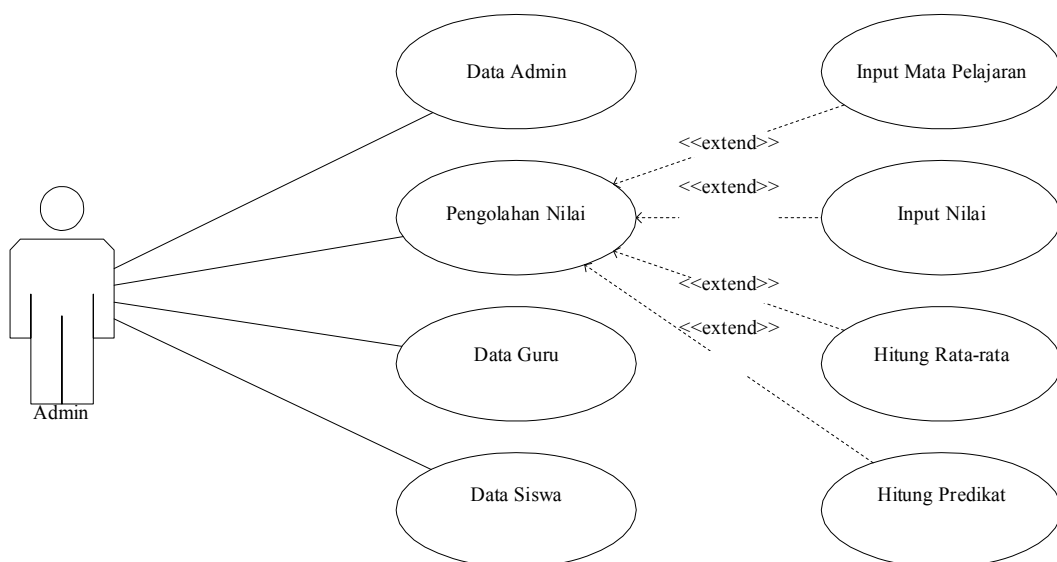 Data Admin
Input Mata Pelajaran
<<extend>>
<<extend>>
Pengolahan Nilai
Input Nilai
<<extend>>
<<extend>>
Data Guru
Hitung Rata-rata
Admin
Data Siswa
Hitung Predikat